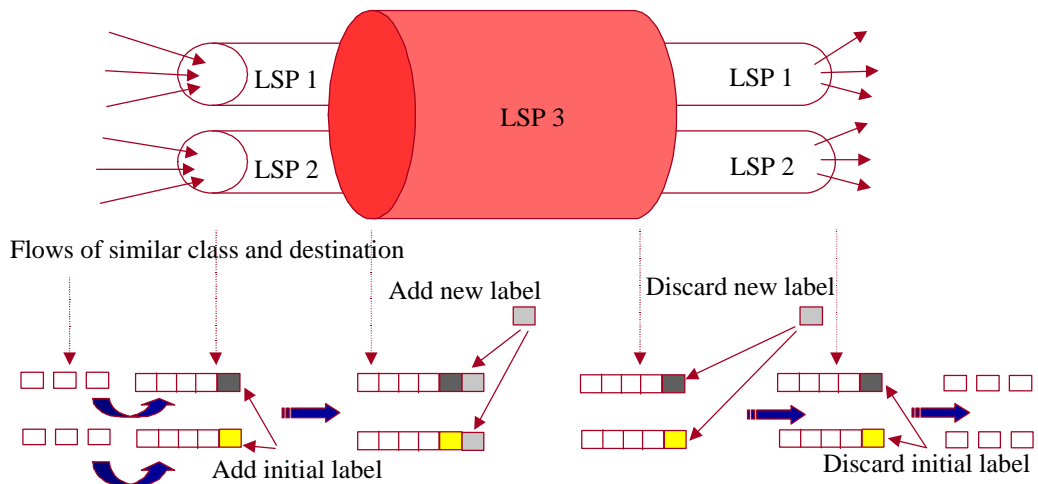 LSP 1
LSP 3
LSP 1
LSP 2
LSP 2
Flows of similar class and destination
Add new label
Discard new label
Add initial label
Discard initial label